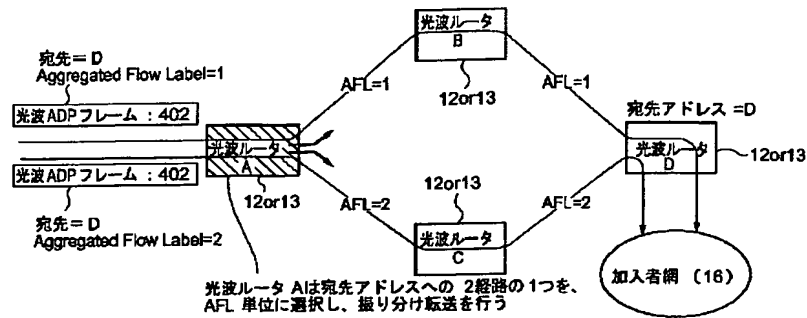 宛先=D
Aggregated Flow Label=1
光波ADPフレーム:402
光波ルータ
A
12or13
光波ADPフレーム:402
宛先=D
Aggregated Flow Label=2
AFL=1
光波ルータ
B
12or13
AFL=1
AFL=2
12or13
光波ルータ
C
AFL=2
宛先アドレス=D
光波ルータ
D
12or13
加入者網 (16)
光波ルータ Aは宛先アドレスへの 2経路の1つを、
AFL 単位に選択し、振り分け転送を行う